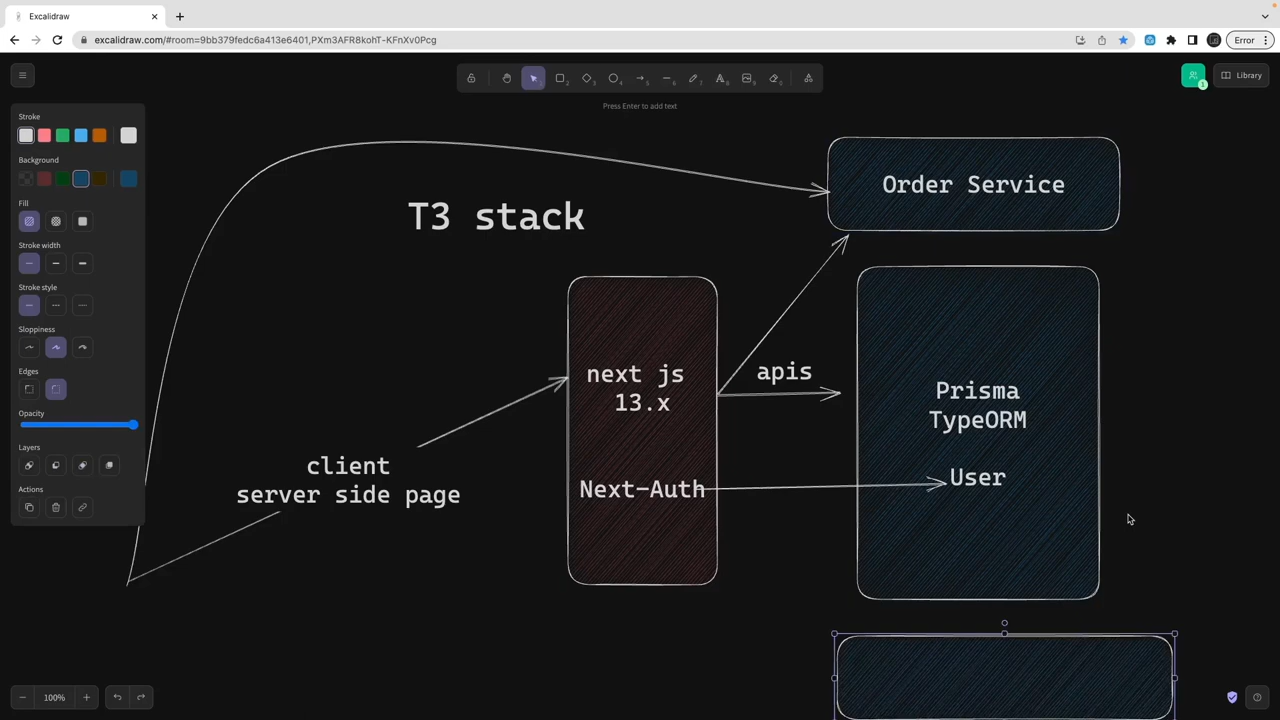 Excalidraw
excalidraw.com/#room=9bb379fedc6a413e6401,PXm3AFR8kohT-KFnXv0Pcg
Error
Library
Press Enter to add text
Stroke
Background
Fill
Stroke width
Stroke style
Sloppiness
Edges
Opacity
Layers
Actions
T3 stack
Order Service
next js
13.x
apis
Prisma
TypeORM
client
server side page
Next-Auth
User
100%